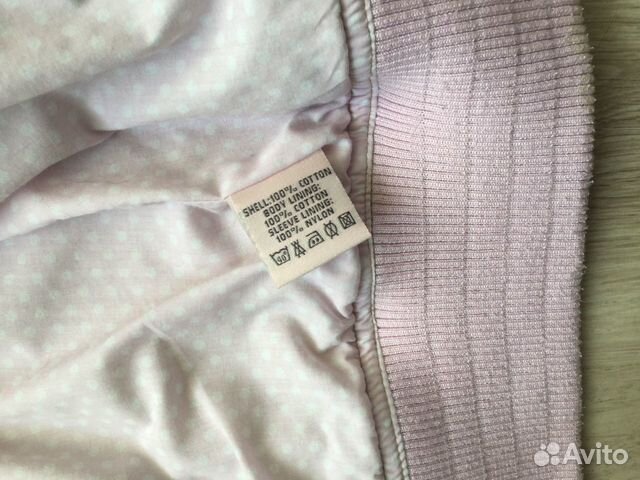 SHELL:100% COTTON
BODY LINING:
100% COTTON
SLEEVE LINING:
100% NYLON
Avito